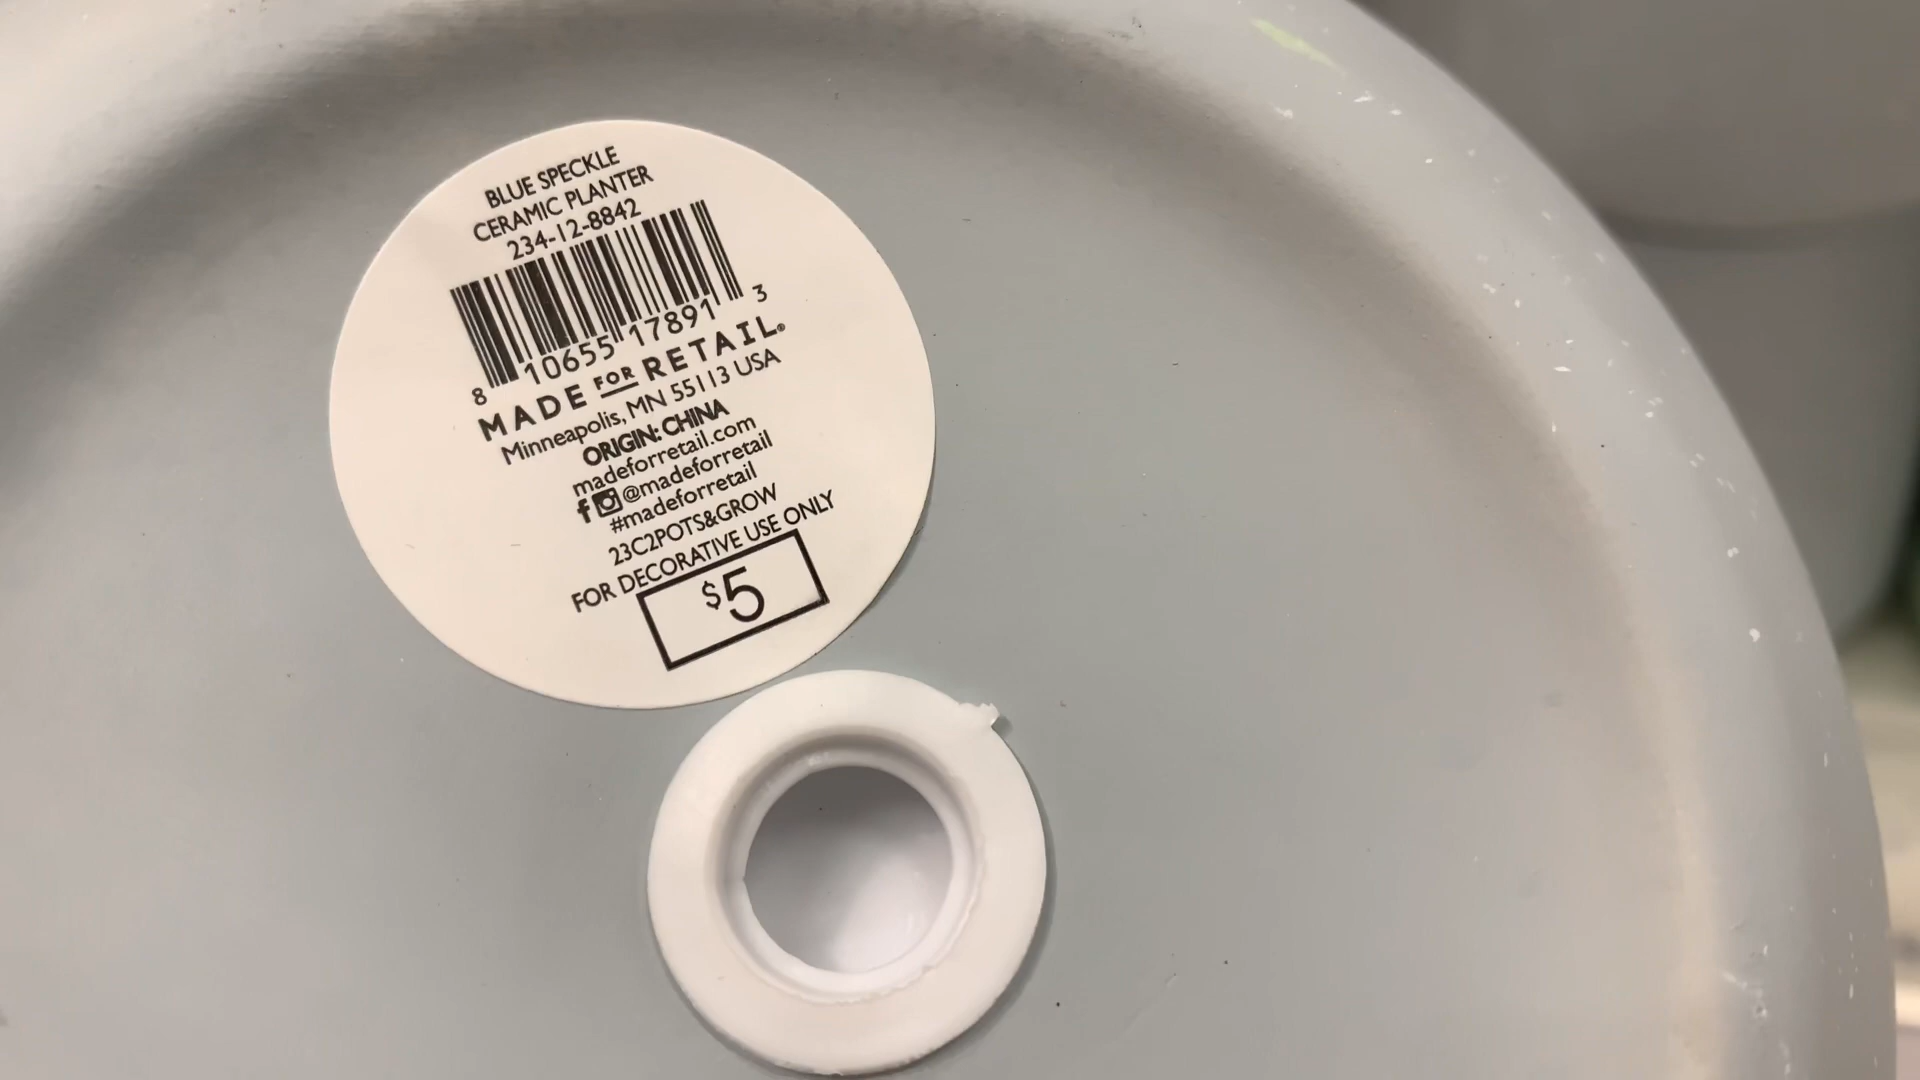 BLUE SPECKLE
CERAMIC PLANTER
234-12-8842
8 10655 17891 3
MADE FOR RETAIL®
Minneapolis, MN 55113 USA
ORIGIN: CHINA
madeforretail.com
@madeforretail
#madeforretail
23C2POTS&GROW
FOR DECORATIVE USE ONLY
$5